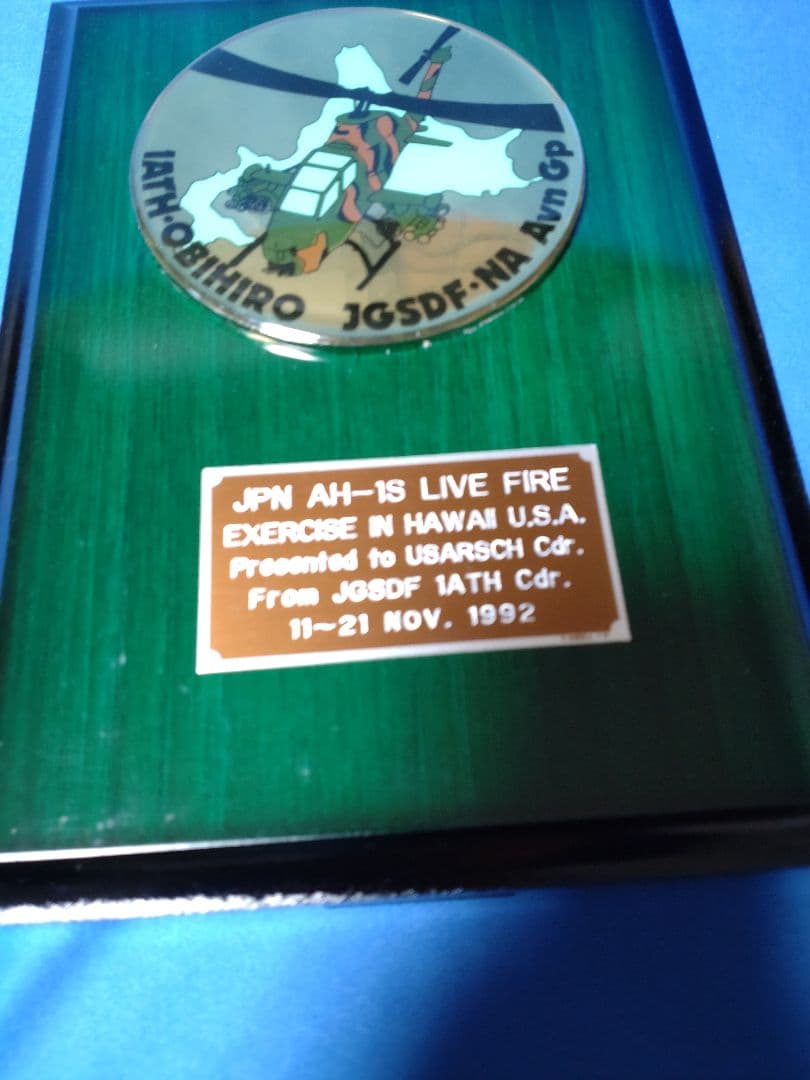 1ATH·OBIHIRO JGSDF·NA Avn Gp
JPN AH-1S LIVE FIRE
EXERCISE IN HAWAII U.S.A.
Presented to USARSCH Cdr.
From JGSDF 1ATH Cdr.
11~21 NOV. 1992